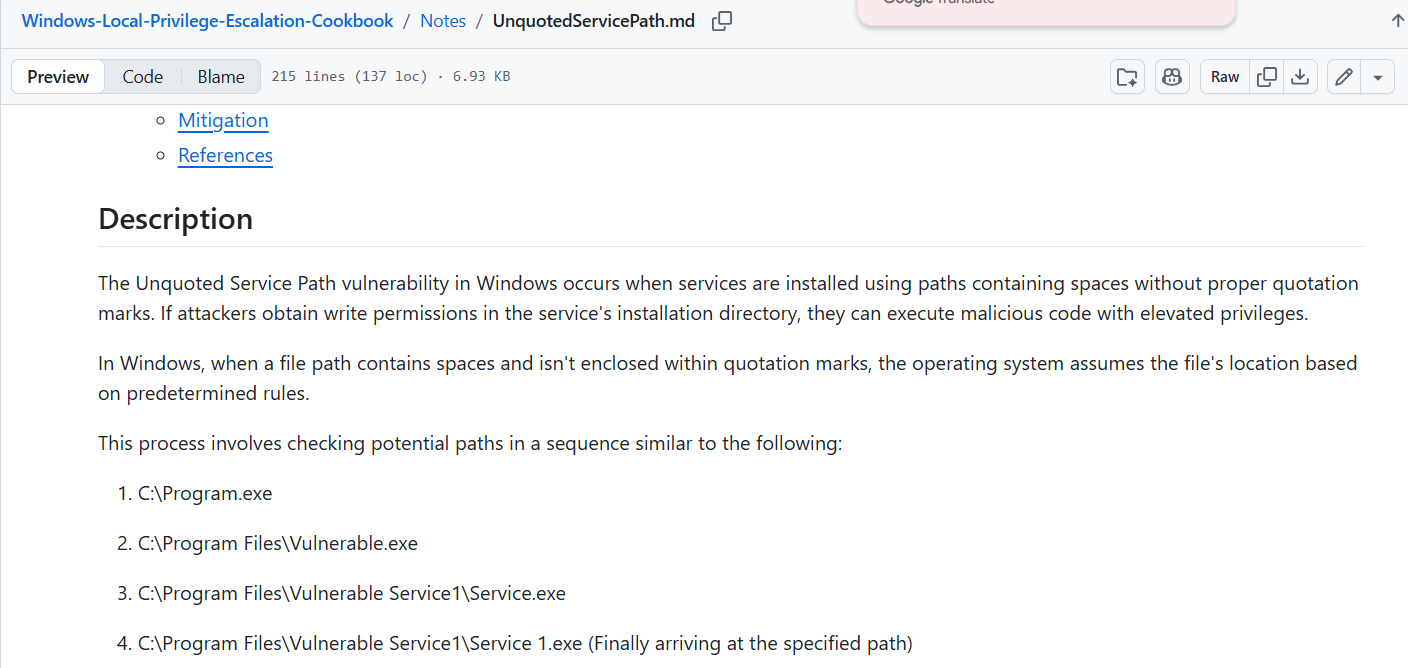 Windows-Local-Privilege-Escalation-Cookbook / Notes / UnquotedServicePath.md
Google Translate
Preview Code Blame 215 lines (137 loc) · 6.93 KB Raw
Mitigation
References
Description
The Unquoted Service Path vulnerability in Windows occurs when services are installed using paths containing spaces without proper quotation
marks. If attackers obtain write permissions in the service's installation directory, they can execute malicious code with elevated privileges.
In Windows, when a file path contains spaces and isn't enclosed within quotation marks, the operating system assumes the file's location based
on predetermined rules.
This process involves checking potential paths in a sequence similar to the following:
1. C:\Program.exe
2. C:\Program Files\Vulnerable.exe
3. C:\Program Files\Vulnerable Service1\Service.exe
4. C:\Program Files\Vulnerable Service1\Service 1.exe (Finally arriving at the specified path)